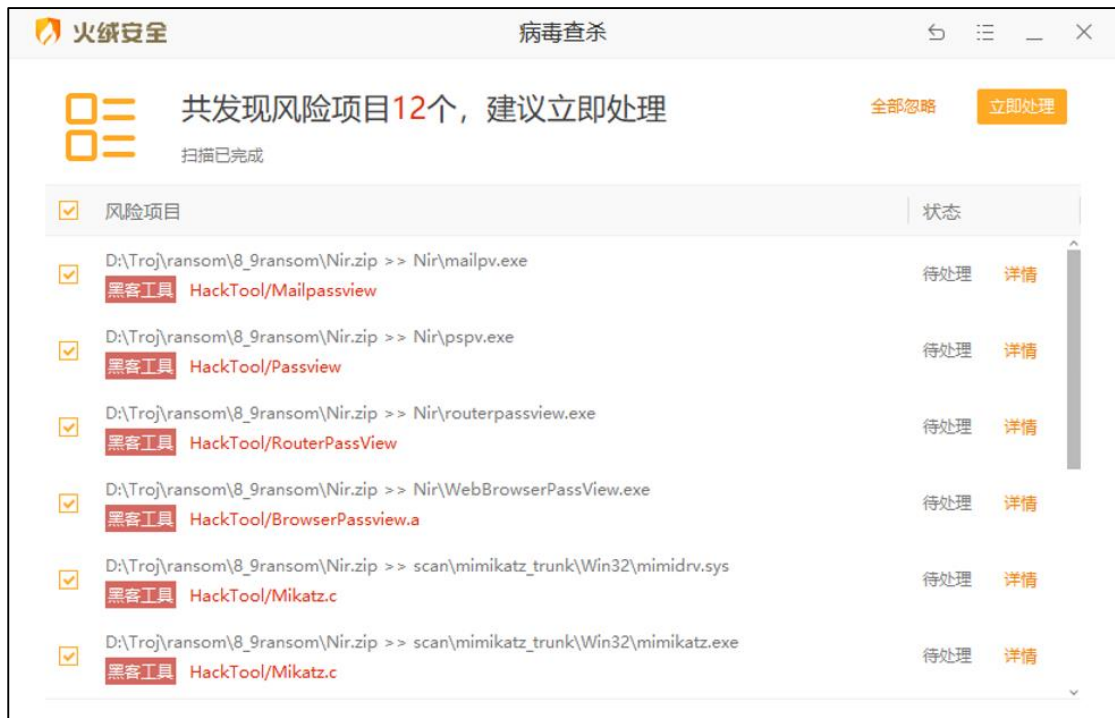 火绒安全
病毒查杀
共发现风险项目12个，建议立即处理
全部忽略
立即处理
扫描已完成
风险项目
状态
D:\Troj\ransom\8_9ransom\Nir.zip >> Nir\mailpv.exe
黑客工具 HackTool/Mailpassview
待处理 详情
D:\Troj\ransom\8_9ransom\Nir.zip >> Nir\pspv.exe
黑客工具 HackTool/Passview
待处理 详情
D:\Troj\ransom\8_9ransom\Nir.zip >> Nir\routerpassview.exe
黑客工具 HackTool/RouterPassView
待处理 详情
D:\Troj\ransom\8_9ransom\Nir.zip >> Nir\WebBrowserPassView.exe
黑客工具 HackTool/BrowserPassview.a
待处理 详情
D:\Troj\ransom\8_9ransom\Nir.zip >> scan\mimikatz_trunk\Win32\mimidrv.sys
黑客工具 HackTool/Mikatz.c
待处理 详情
D:\Troj\ransom\8_9ransom\Nir.zip >> scan\mimikatz_trunk\Win32\mimikatz.exe
黑客工具 HackTool/Mikatz.c
待处理 详情